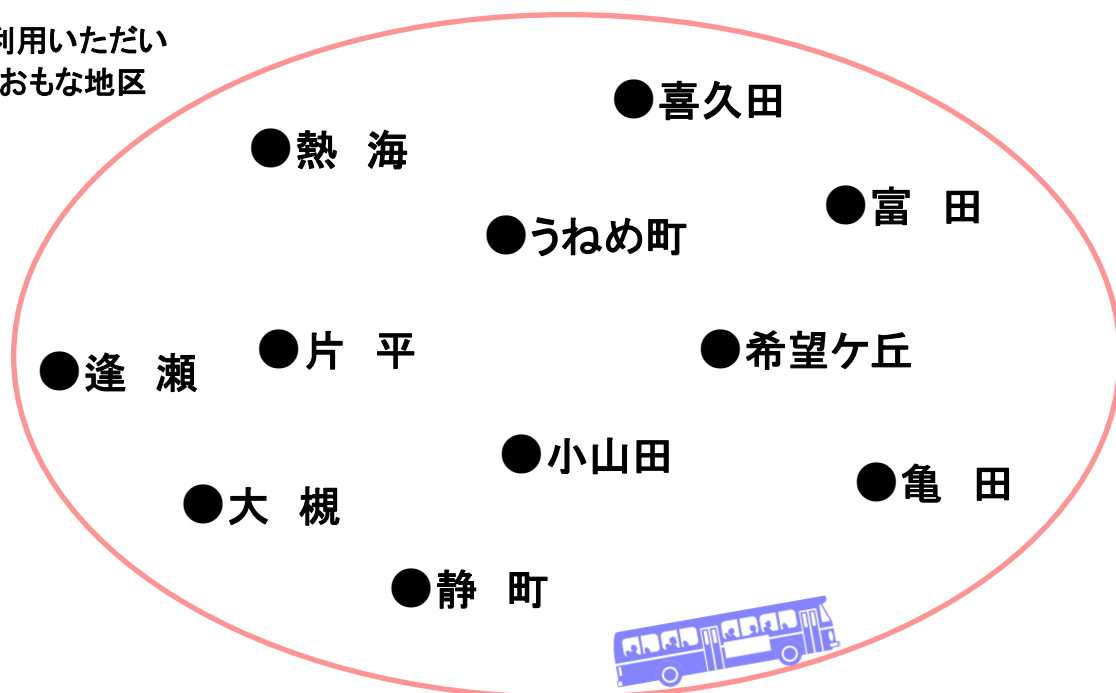 利用いただい
おもな地区
●喜久田
●熱　海
●富　田
●うねめ町
●片　平
●希望ケ丘
●逢　瀬
●小山田
●亀　田
●大　槻
●静　町